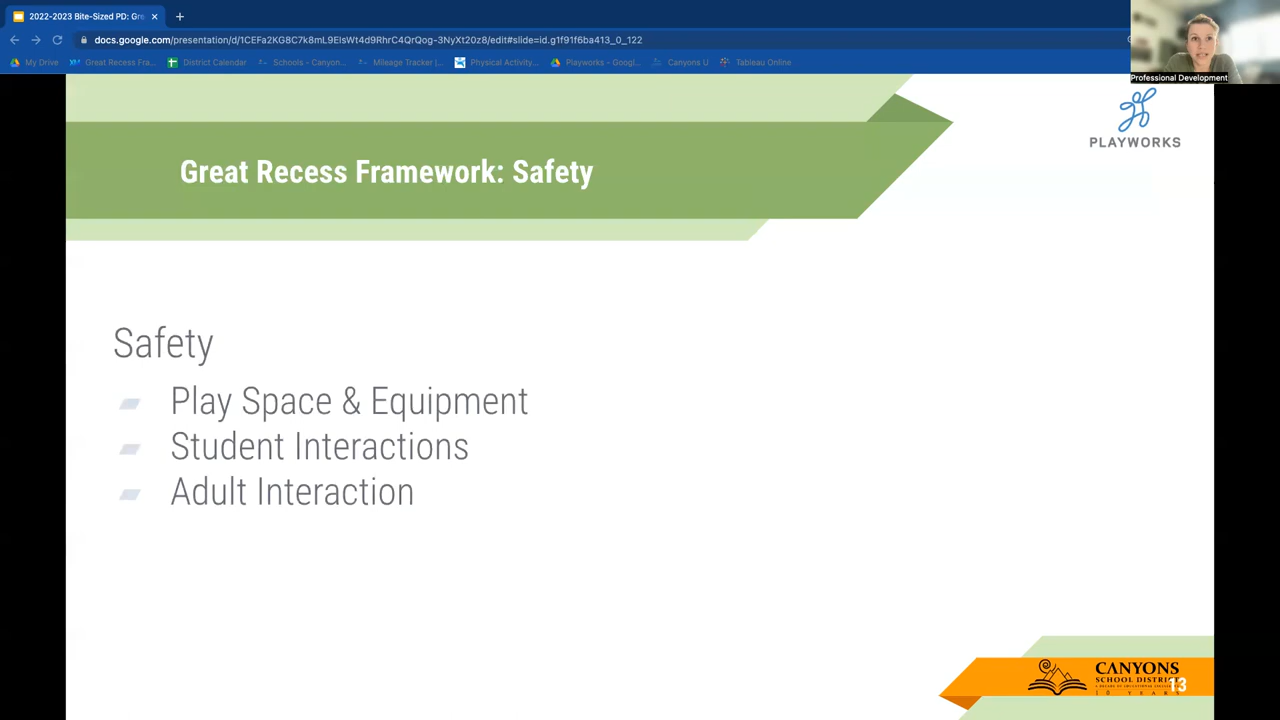 2022-2023 Bite-Sized PD: Gre
docs.google.com/presentation/d/1CEFa2KG8C7k8mL9EIsWt4d9RhrC4QrQog-3NyXt20z8/edit#slide=id.g1f91f6ba413_0_122
My Drive
Great Recess Fra...
District Calendar
Schools - Canyon...
Mileage Tracker |...
Physical Activity...
Playworks - Googl...
Canyons U
Tableau Online
Professional Development
PLAYWORKS
Great Recess Framework: Safety
Safety
Play Space & Equipment
Student Interactions
Adult Interaction
CANYONS
SCHOOL DISTRICT
10 YEARS
13